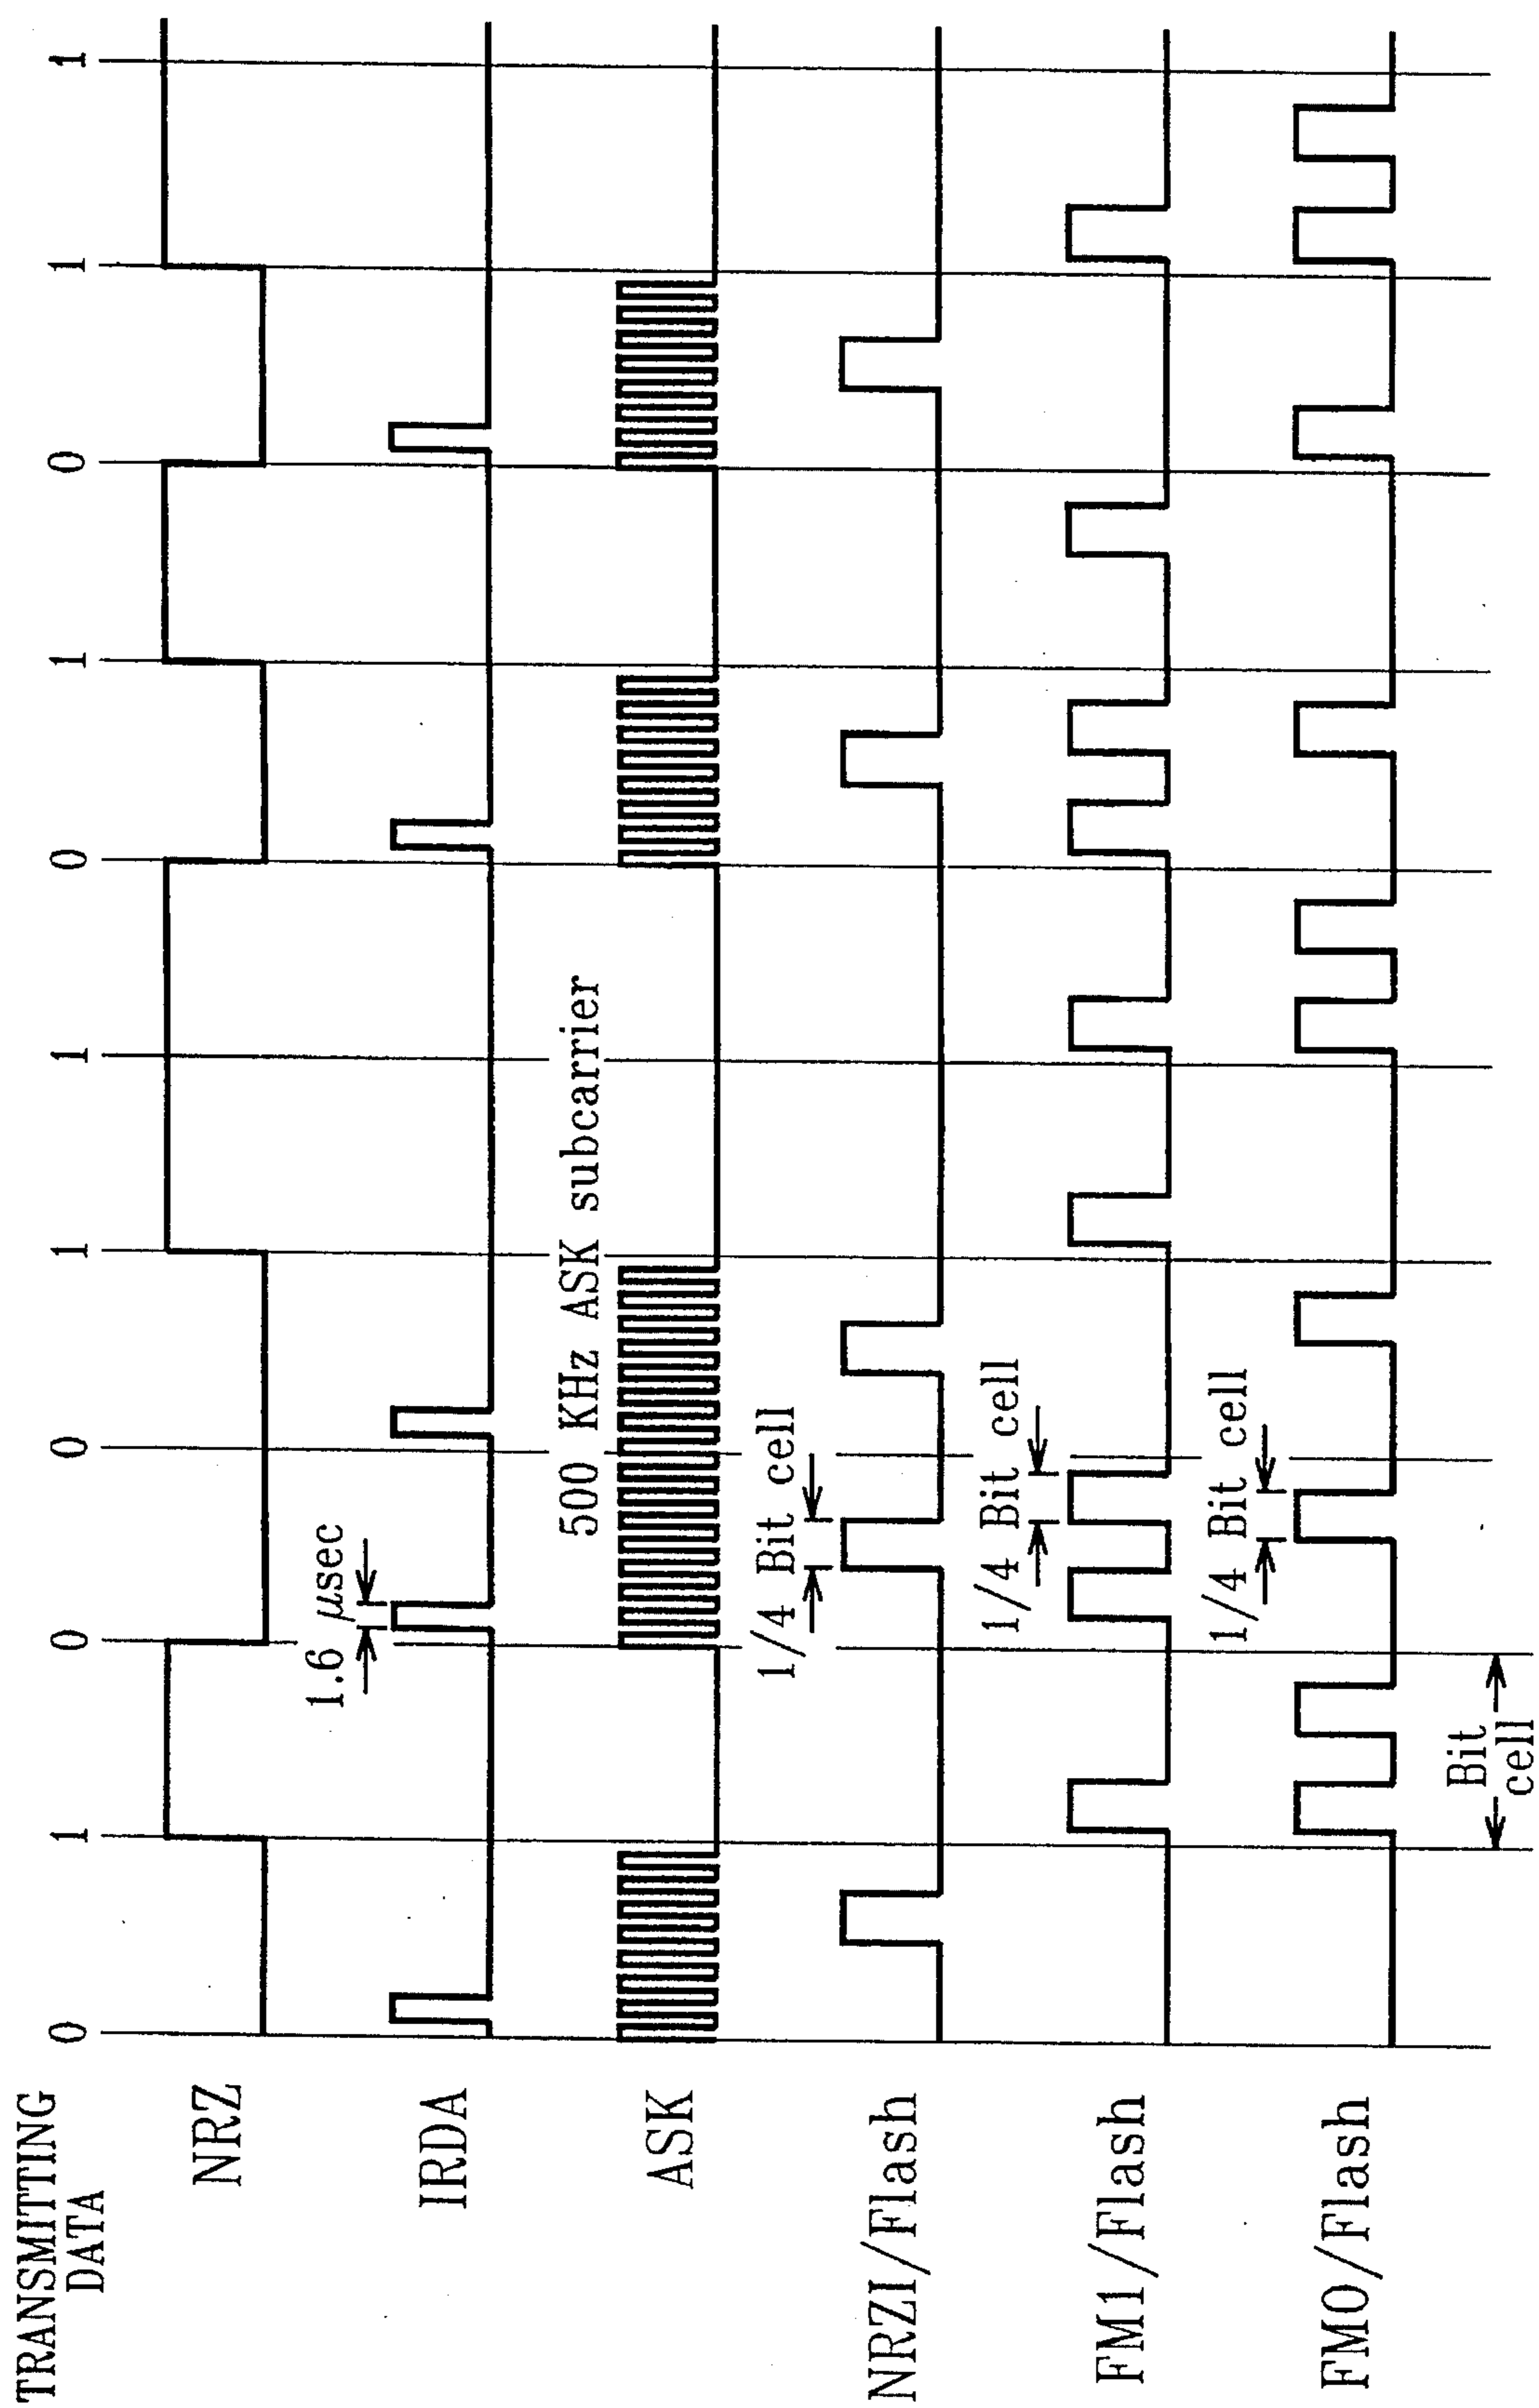 TRANSMITTING
DATA
0 1 0 0 1 1 0 1 0 1 1
NRZ
IRDA
1.6 μsec
ASK
500 KHz ASK subcarrier
NRZI/Flash
1/4 Bit cell
FM1/Flash
1/4 Bit cell
FM0/Flash
1/4 Bit cell
Bit
cell